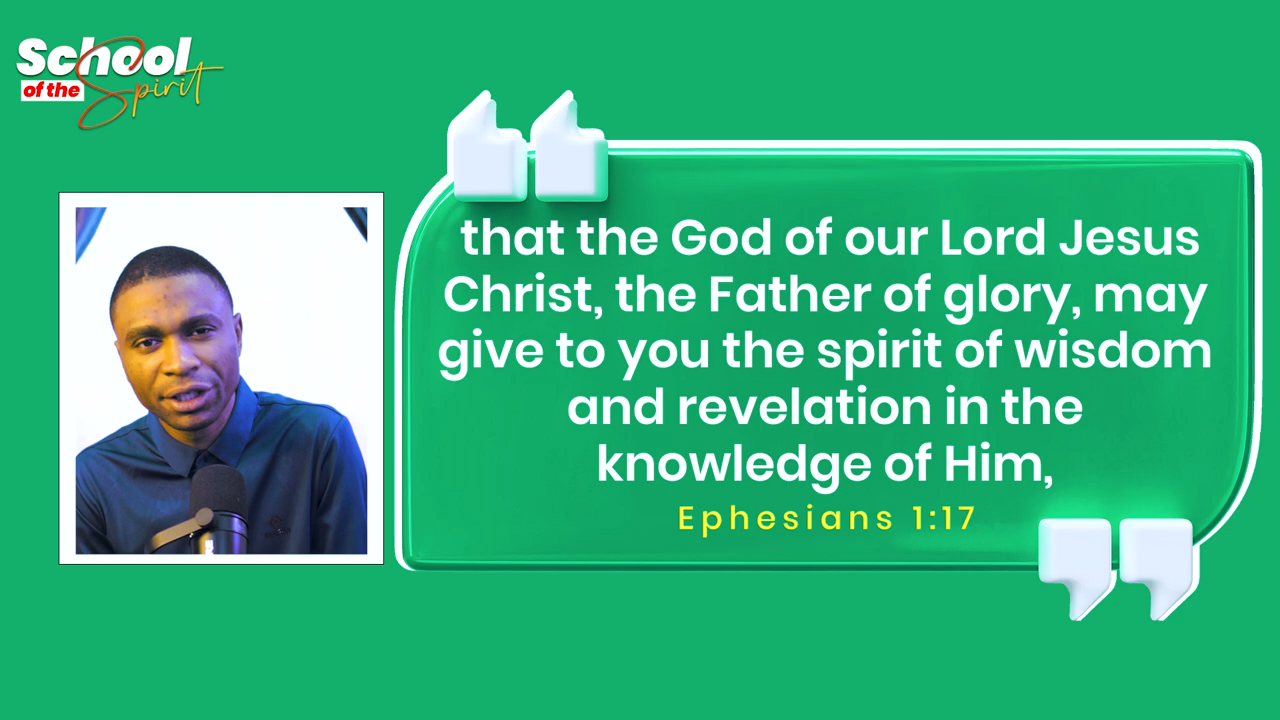 School
of the Spirit
that the God of our Lord Jesus
Christ, the Father of glory, may
give to you the spirit of wisdom
and revelation in the
knowledge of Him,
Ephesians 1:17